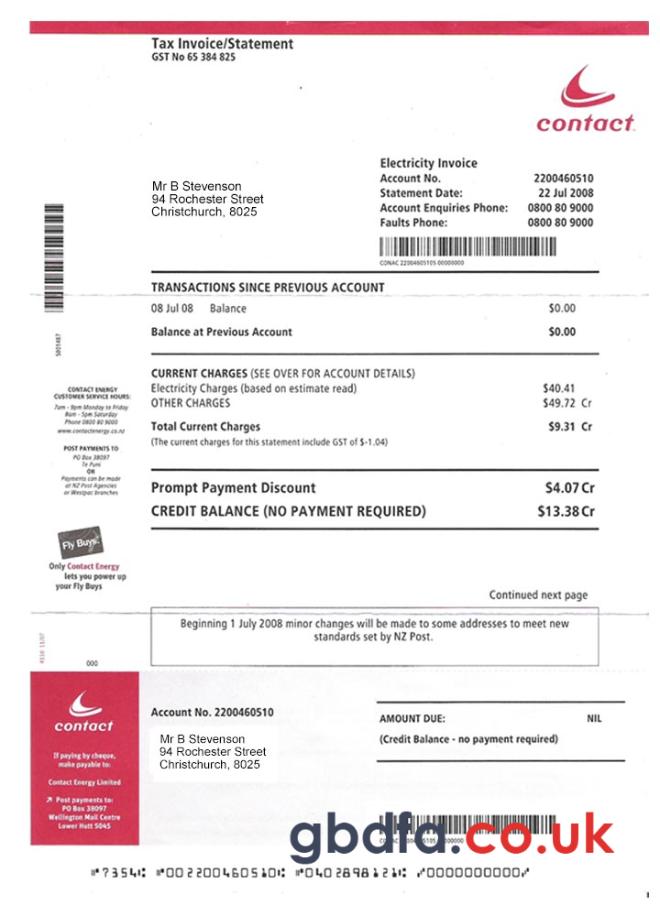 Tax Invoice/Statement
GST No 65 384 825
contact
Electricity Invoice
Account No. 2200460510
Statement Date: 22 Jul 2008
Account Enquiries Phone: 0800 80 9000
Faults Phone: 0800 80 9000
Mr B Stevenson
94 Rochester Street
Christchurch, 8025
CONAC 22004605105 00000000
TRANSACTIONS SINCE PREVIOUS ACCOUNT
08 Jul 08 Balance $0.00
Balance at Previous Account $0.00
SB01487
CURRENT CHARGES (SEE OVER FOR ACCOUNT DETAILS)
Electricity Charges (based on estimate read) $40.41
OTHER CHARGES $49.72 Cr
Total Current Charges $9.31 Cr
(The current charges for this statement include GST of $-1.04)
CONTACT ENERGY
CUSTOMER SERVICE HOURS:
7am - 9pm Monday to Friday
8am - 5pm Saturday
Phone 0800 80 9000
www.contactenergy.co.nz
POST PAYMENTS TO
PO Box 38097
Te Puni
OR
Payments can be made
at NZ Post Agencies
or Westpac branches
Prompt Payment Discount $4.07 Cr
CREDIT BALANCE (NO PAYMENT REQUIRED) $13.38 Cr
Fly Buys
Only Contact Energy
lets you power up
your Fly Buys
Continued next page
Beginning 1 July 2008 minor changes will be made to some addresses to meet new
standards set by NZ Post.
4116 11/07
000
contact
If paying by cheque,
make payable to:
Contact Energy Limited
Post payments to:
PO Box 38097
Wellington Mail Centre
Lower Hutt 5045
Account No. 2200460510
Mr B Stevenson
94 Rochester Street
Christchurch, 8025
AMOUNT DUE: NIL
(Credit Balance - no payment required)
gbdfa.co.uk